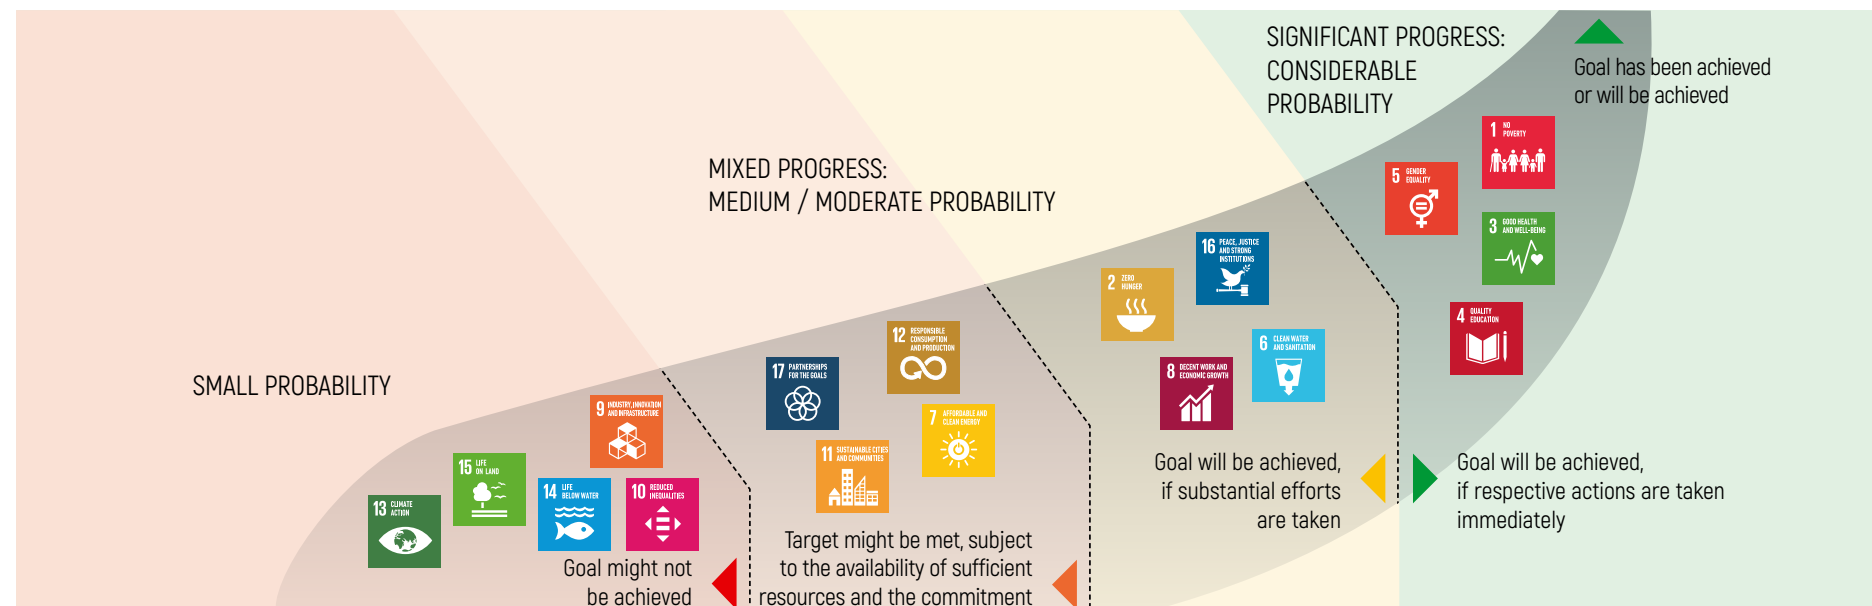 SIGNIFICANT PROGRESS:
CONSIDERABLE
PROBABILITY
Goal has been achieved
or will be achieved
1 NO
POVERTY
5 GENDER
EQUALITY
MIXED PROGRESS:
MEDIUM / MODERATE PROBABILITY
3 GOOD HEALTH
AND WELL-BEING
16 PEACE, JUSTICE
AND STRONG
INSTITUTIONS
2 ZERO
HUNGER
4 QUALITY
EDUCATION
12 RESPONSIBLE
CONSUMPTION
AND PRODUCTION
6 CLEAN WATER
AND SANITATION
17 PARTNERSHIPS
FOR THE GOALS
8 DECENT WORK AND
ECONOMIC GROWTH
SMALL PROBABILITY
9 INDUSTRY, INNOVATION
AND INFRASTRUCTURE
7 AFFORDABLE AND
CLEAN ENERGY
11 SUSTAINABLE CITIES
AND COMMUNITIES
15 LIFE
ON LAND
14 LIFE
BELOW WATER
10 REDUCED
INEQUALITIES
13 CLIMATE
ACTION
Goal will be achieved,
if substantial efforts
are taken
Goal will be achieved,
if respective actions are taken
immediately
Goal might not
be achieved
Target might be met, subject
to the availability of sufficient
resources and the commitment